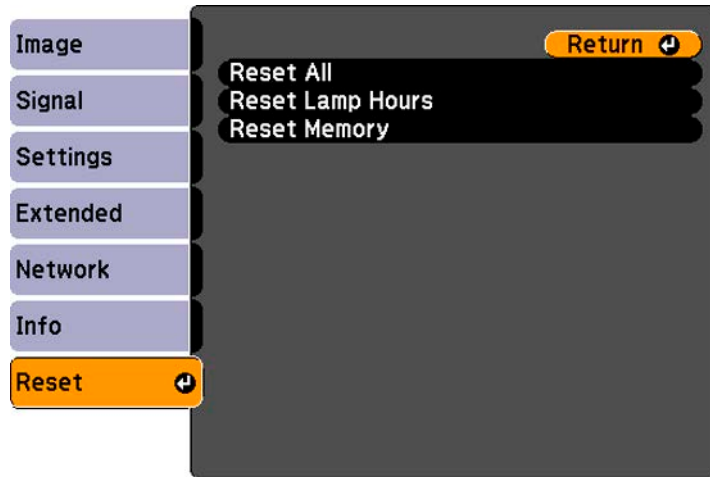 Image
Signal
Settings
Extended
Network
Info
Reset
Return
Reset All
Reset Lamp Hours
Reset Memory